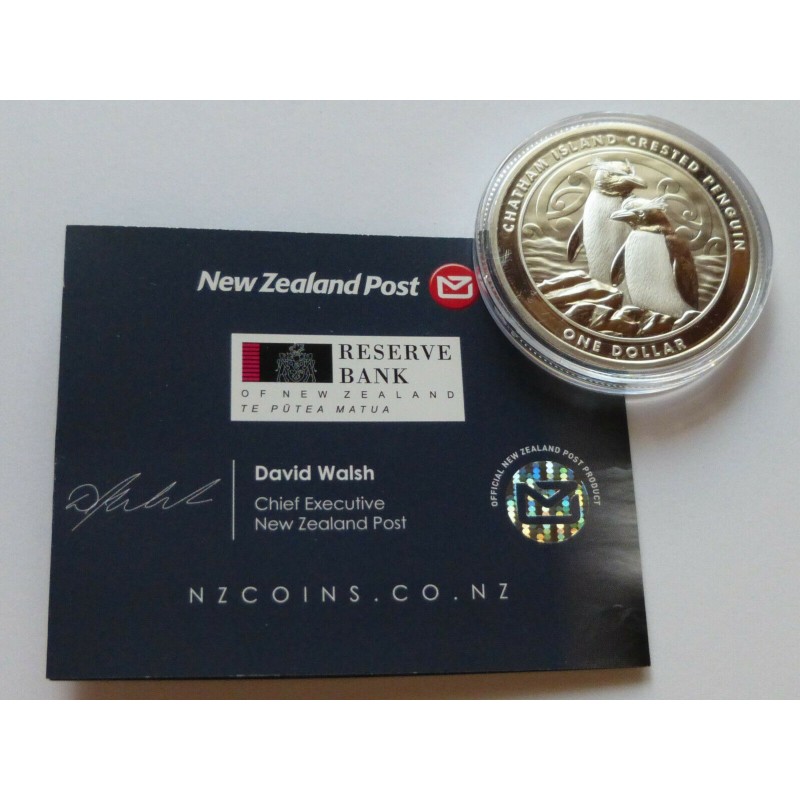 CHATHAM ISLAND CRESTED PENGUIN
ONE DOLLAR
New Zealand Post
RESERVE
BANK
OF NEW ZEALAND
TE PŪTEA MATUA
David Walsh
Chief Executive
New Zealand Post
OFFICIAL NEW ZEALAND POST PRODUCT
NZCOINS.CO.NZ